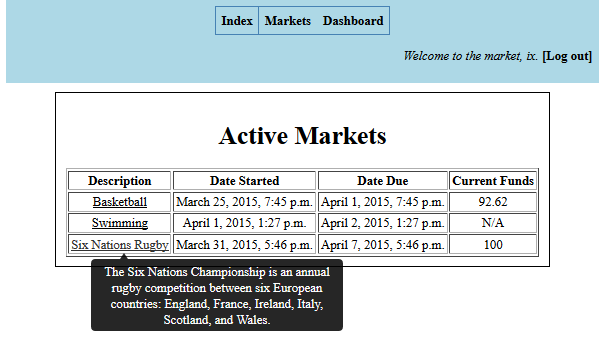 Index Markets Dashboard
Welcome to the market, ix. [Log out]
Active Markets
Description Date Started Date Due Current Funds
Basketball March 25, 2015, 7:45 p.m. April 1, 2015, 7:45 p.m. 92.62
Swimming April 1, 2015, 1:27 p.m. April 2, 2015, 1:27 p.m. N/A
Six Nations Rugby March 31, 2015, 5:46 p.m. April 7, 2015, 5:46 p.m. 100
The Six Nations Championship is an annual
rugby competition between six European
countries: England, France, Ireland, Italy,
Scotland, and Wales.